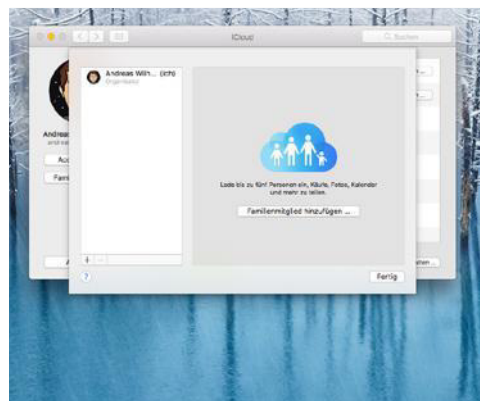 iCloud
Suchen
Andreas Wilh... (Ich)
Organisator
Lade bis zu fünf Personen ein, Käufe, Fotos, Kalender
und mehr zu teilen.
Familienmitglied hinzufügen ...
Andreas
+ −
?
Fertig